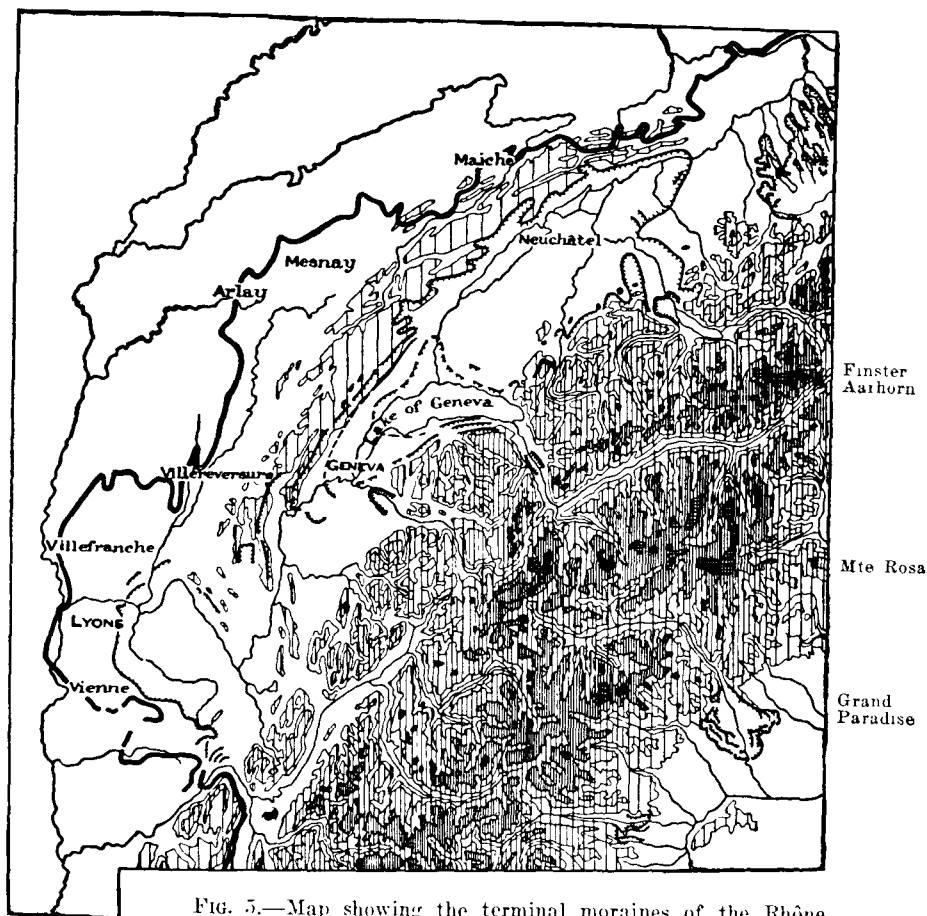 Maiche
Neuchatel
Mesnay
Arlay
Finster
Aarhorn
Lake of Geneva
GENEVA
Villereversure
Villefranche
Mte Rosa
LYONS
Vienne
Grand
Paradise
FIG. 5.—Map showing the terminal moraines of the Rhône